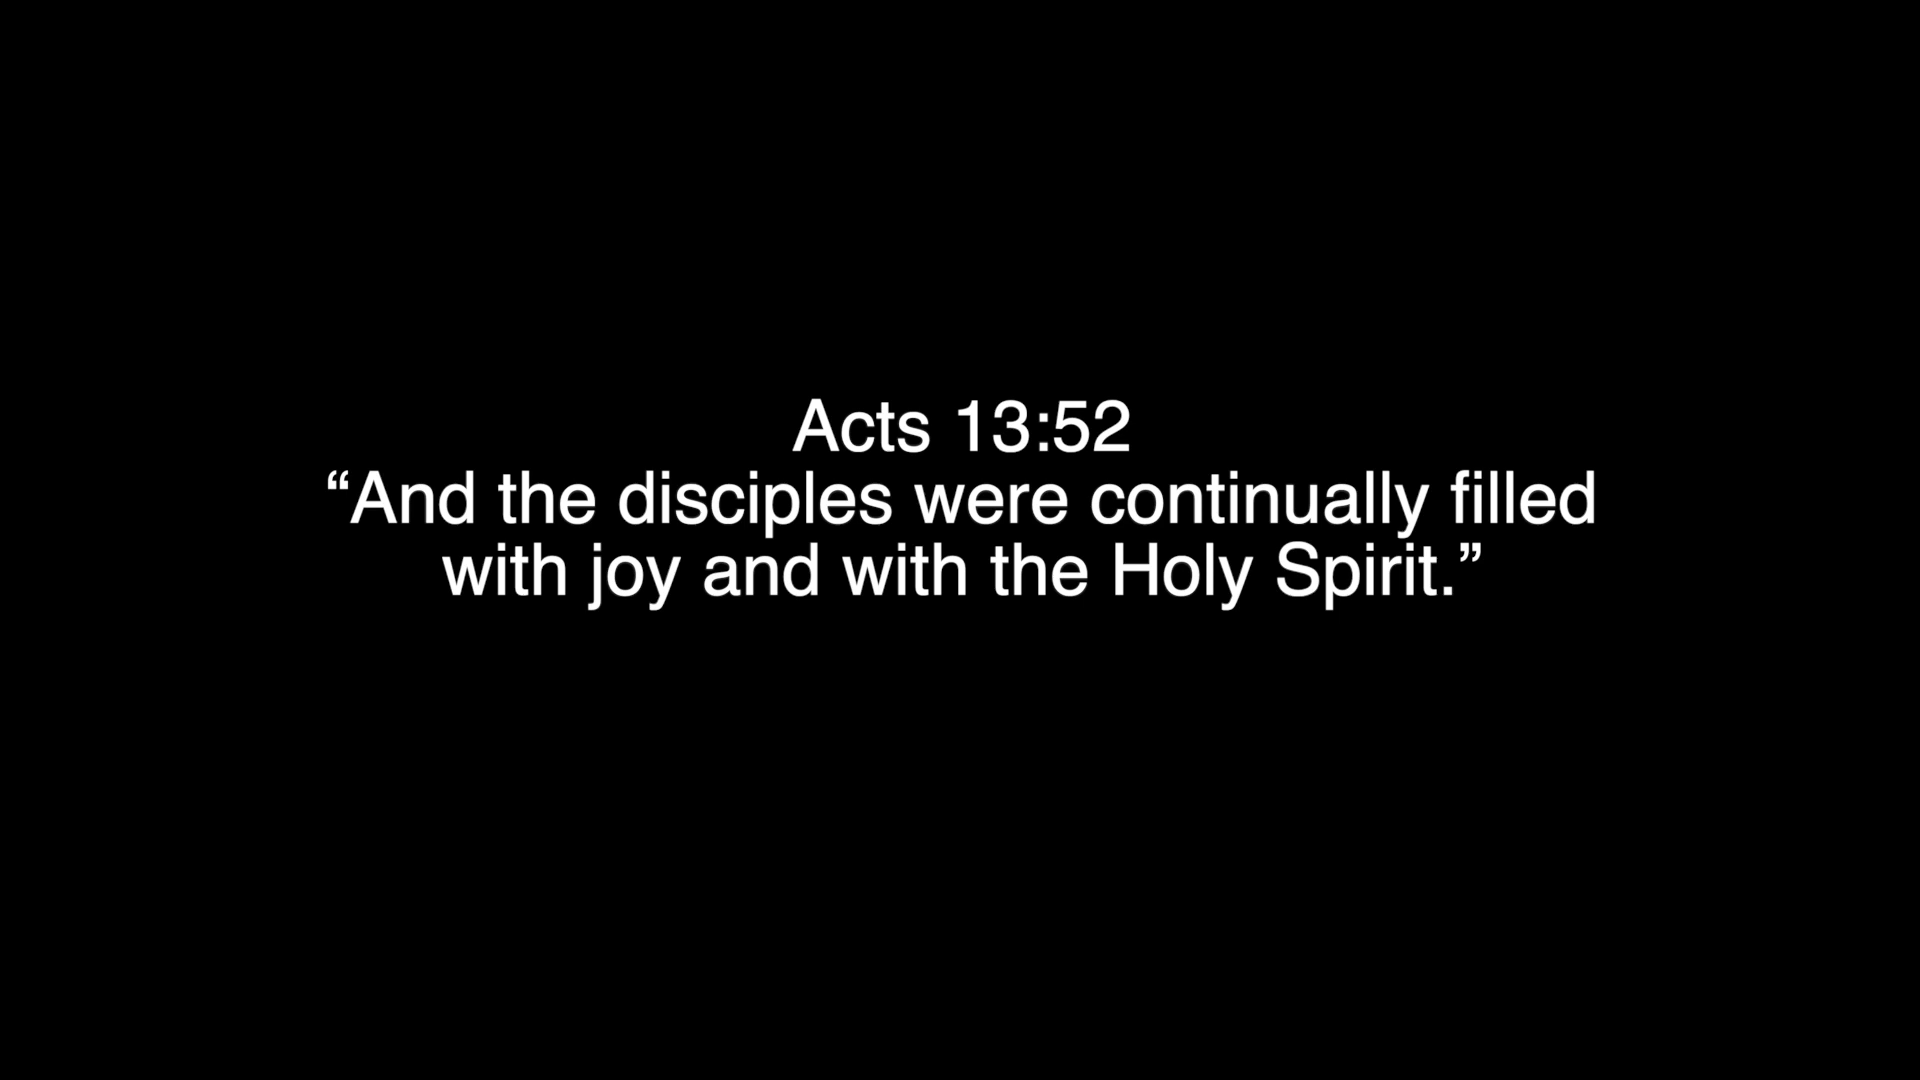 Acts 13:52
“And the disciples were continually filled
with joy and with the Holy Spirit.”